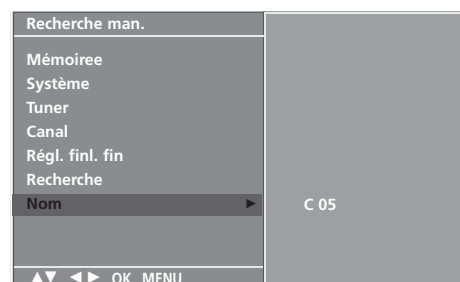 Recherche man.
Mémoiree
Système
Tuner
Canal
Régl. finl. fin
Recherche
Nom ► C 05
▲▼ ◄► OK MENU